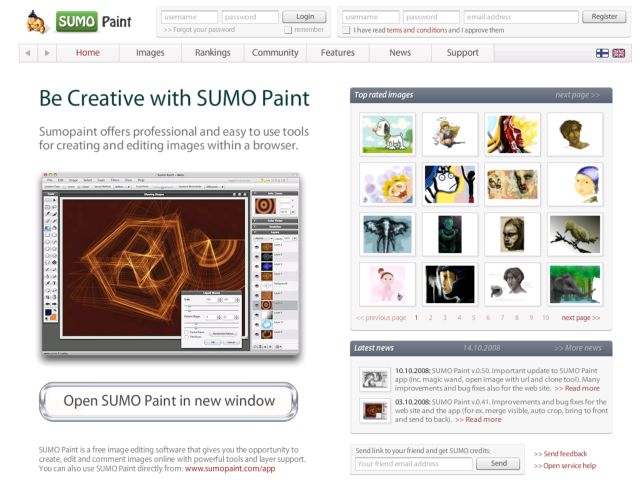 SUMO Paint
username
password
Login
>> Forgot your password
remember
username
password
email address
Register
I have read terms and conditions and I approve them
Home
Images
Rankings
Community
Features
News
Support
Be Creative with SUMO Paint
Sumopaint offers professional and easy to use tools
for creating and editing images within a browser.
Open SUMO Paint in new window
SUMO Paint is a free image editing software that gives you the opportunity to
create, edit and comment images online with powerful tools and layer support.
You can also use SUMO Paint directly from: www.sumopaint.com/app
Top rated images
next page >>
<< previous page 1 2 3 4 5 6 7 8 9 10 next page >>
Latest news
14.10.2008
>> More news
10.10.2008: SUMO Paint v.0.50. Important update to SUMO Paint
app (inc. magic wand, open image with url and clone tool). Many
improvements and bug fixes also for the web site. >> Read more
03.10.2008: SUMO Paint v.0.41. Improvements and bug fixes for the
web site and the app (for ex. merge visible, auto crop, bring to front
and send to back). >> Read more
Send link to your friend and get SUMO credits:
Your friend email address
Send
>> Send feedback
>> Open service help